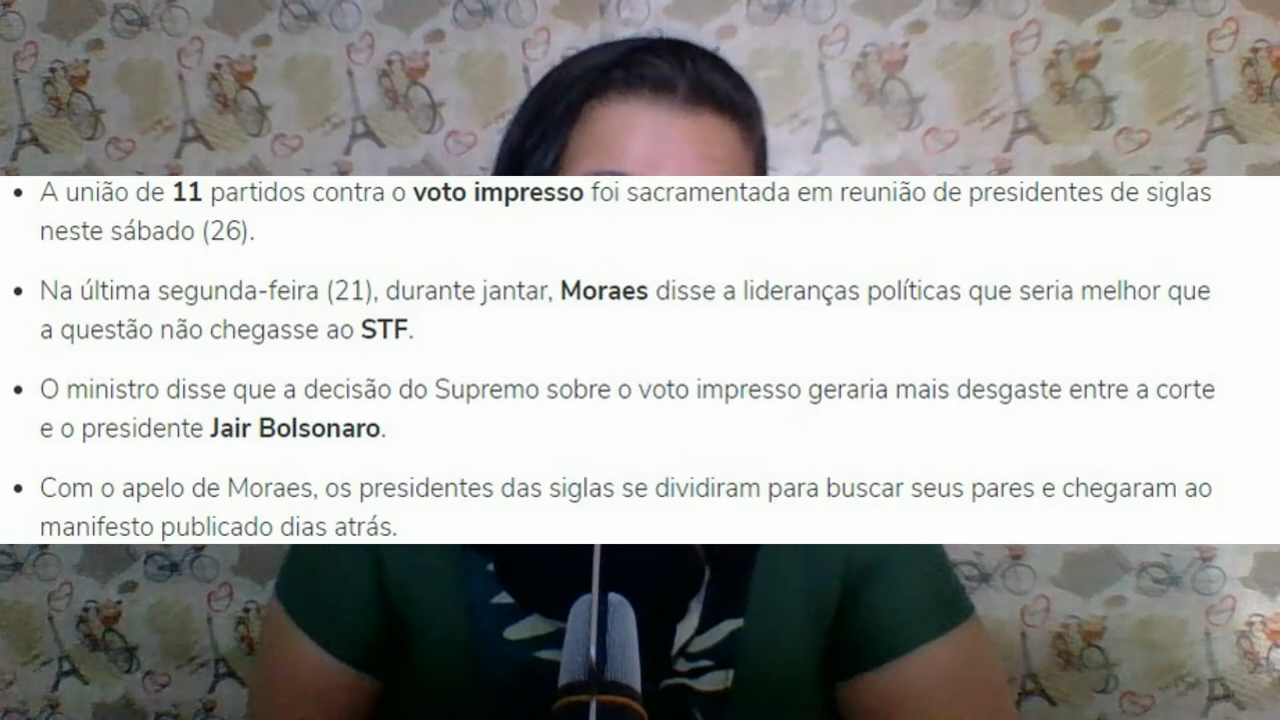 • A união de 11 partidos contra o voto impresso foi sacramentada em reunião de presidentes de siglas
neste sábado (26).
• Na última segunda-feira (21), durante jantar, Moraes disse a lideranças políticas que seria melhor que
a questão não chegasse ao STF.
• O ministro disse que a decisão do Supremo sobre o voto impresso geraria mais desgaste entre a corte
e o presidente Jair Bolsonaro.
• Com o apelo de Moraes, os presidentes das siglas se dividiram para buscar seus pares e chegaram ao
manifesto publicado dias atrás.